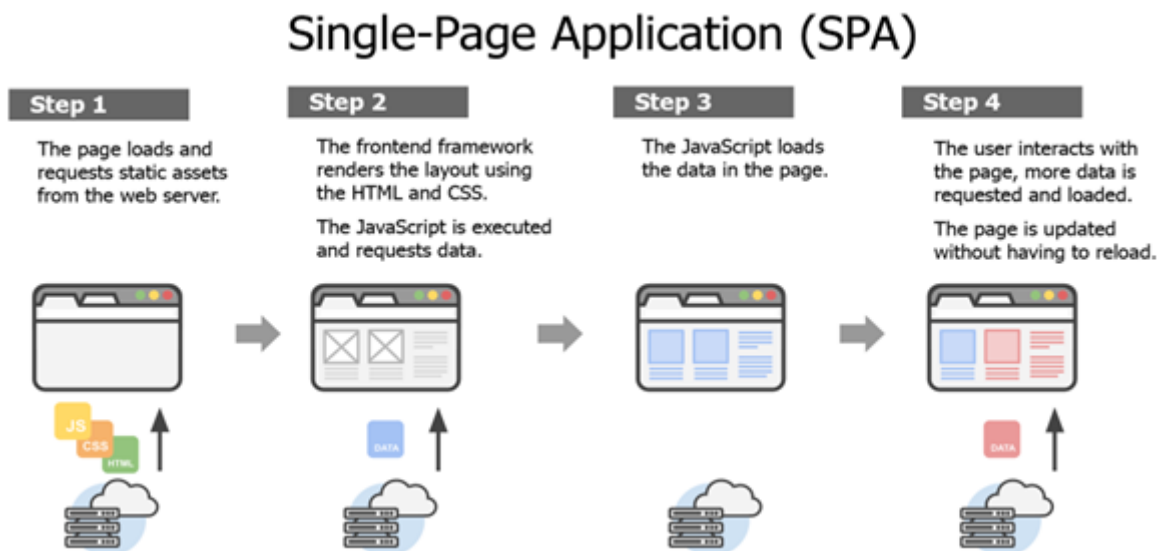 Single-Page Application (SPA)
Step 1
The page loads and
requests static assets
from the web server.
Step 2
The frontend framework
renders the layout using
the HTML and CSS.
The JavaScript is executed
and requests data.
Step 3
The JavaScript loads
the data in the page.
Step 4
The user interacts with
the page, more data is
requested and loaded.
The page is updated
without having to reload.
JS
CSS
HTML
DATA
DATA